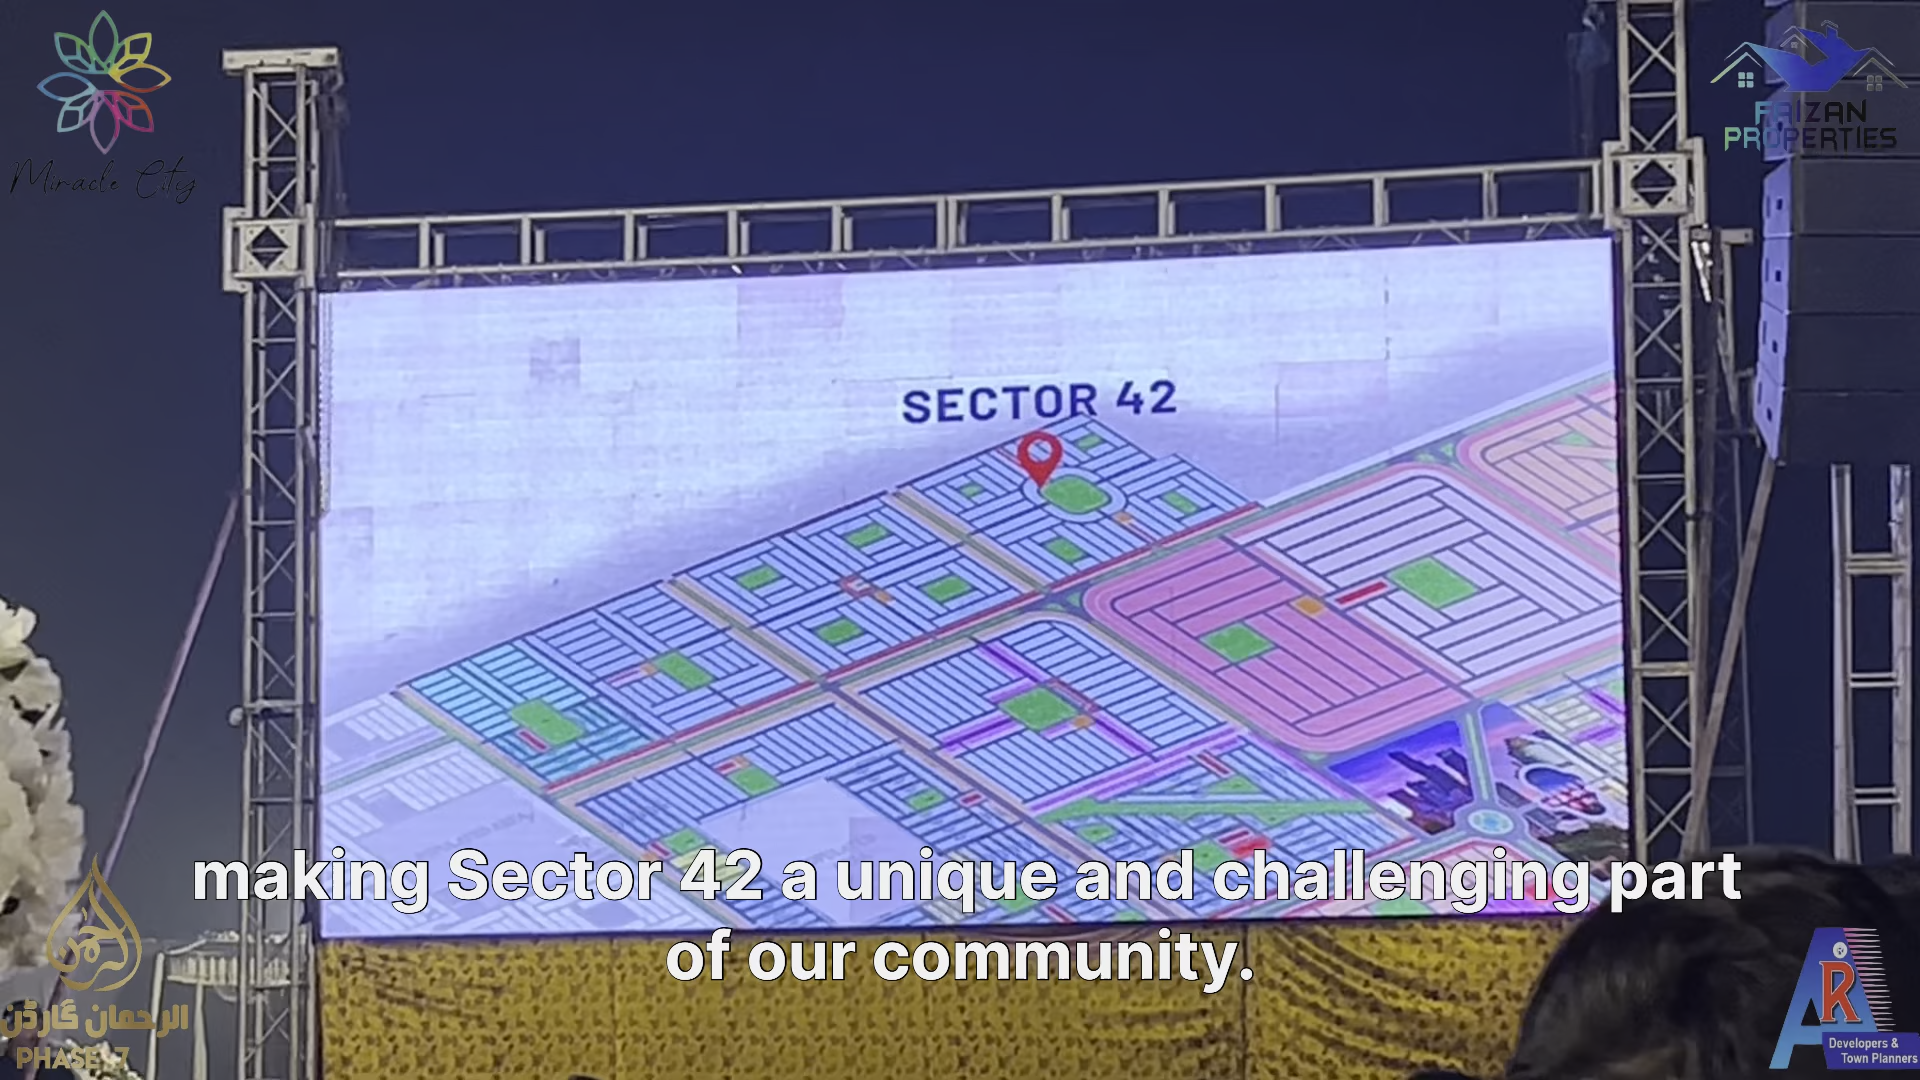 Miracle City
FAIZAN
PROPERTIES
SECTOR 42
making Sector 42 a unique and challenging part
of our community.
الرحمان گارڈن
PHASE 7
AR
Developers &
Town Planners